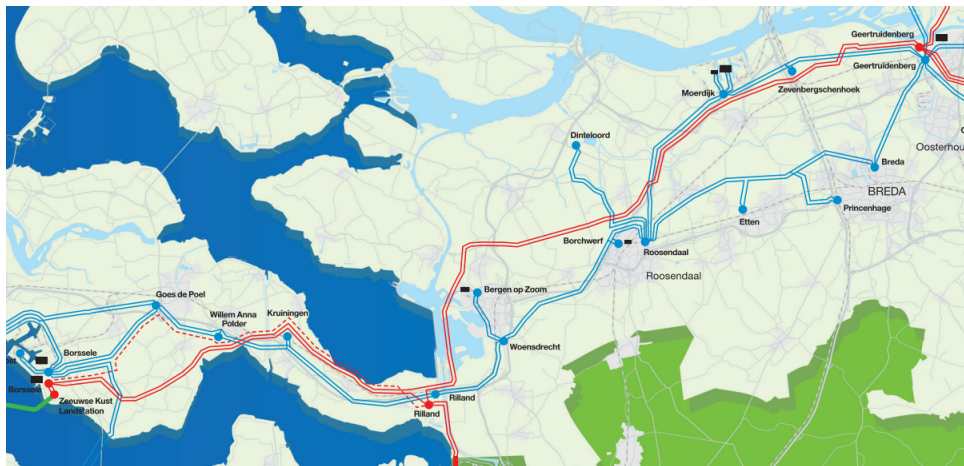 Geertruidenberg
Geertruidenberg
Moerdijk
Zevenbergschenhoek
Dinteloord
Oosterhou
Breda
BREDA
Princenhage
Etten
Borchwerf
Roosendaal
Roosendaal
Bergen op Zoom
Goes de Poel
Willem Anna
Polder
Kruiningen
Woensdrecht
Borssele
Borssele
Zeeuwse Kust
Landstation
Rilland
Rilland